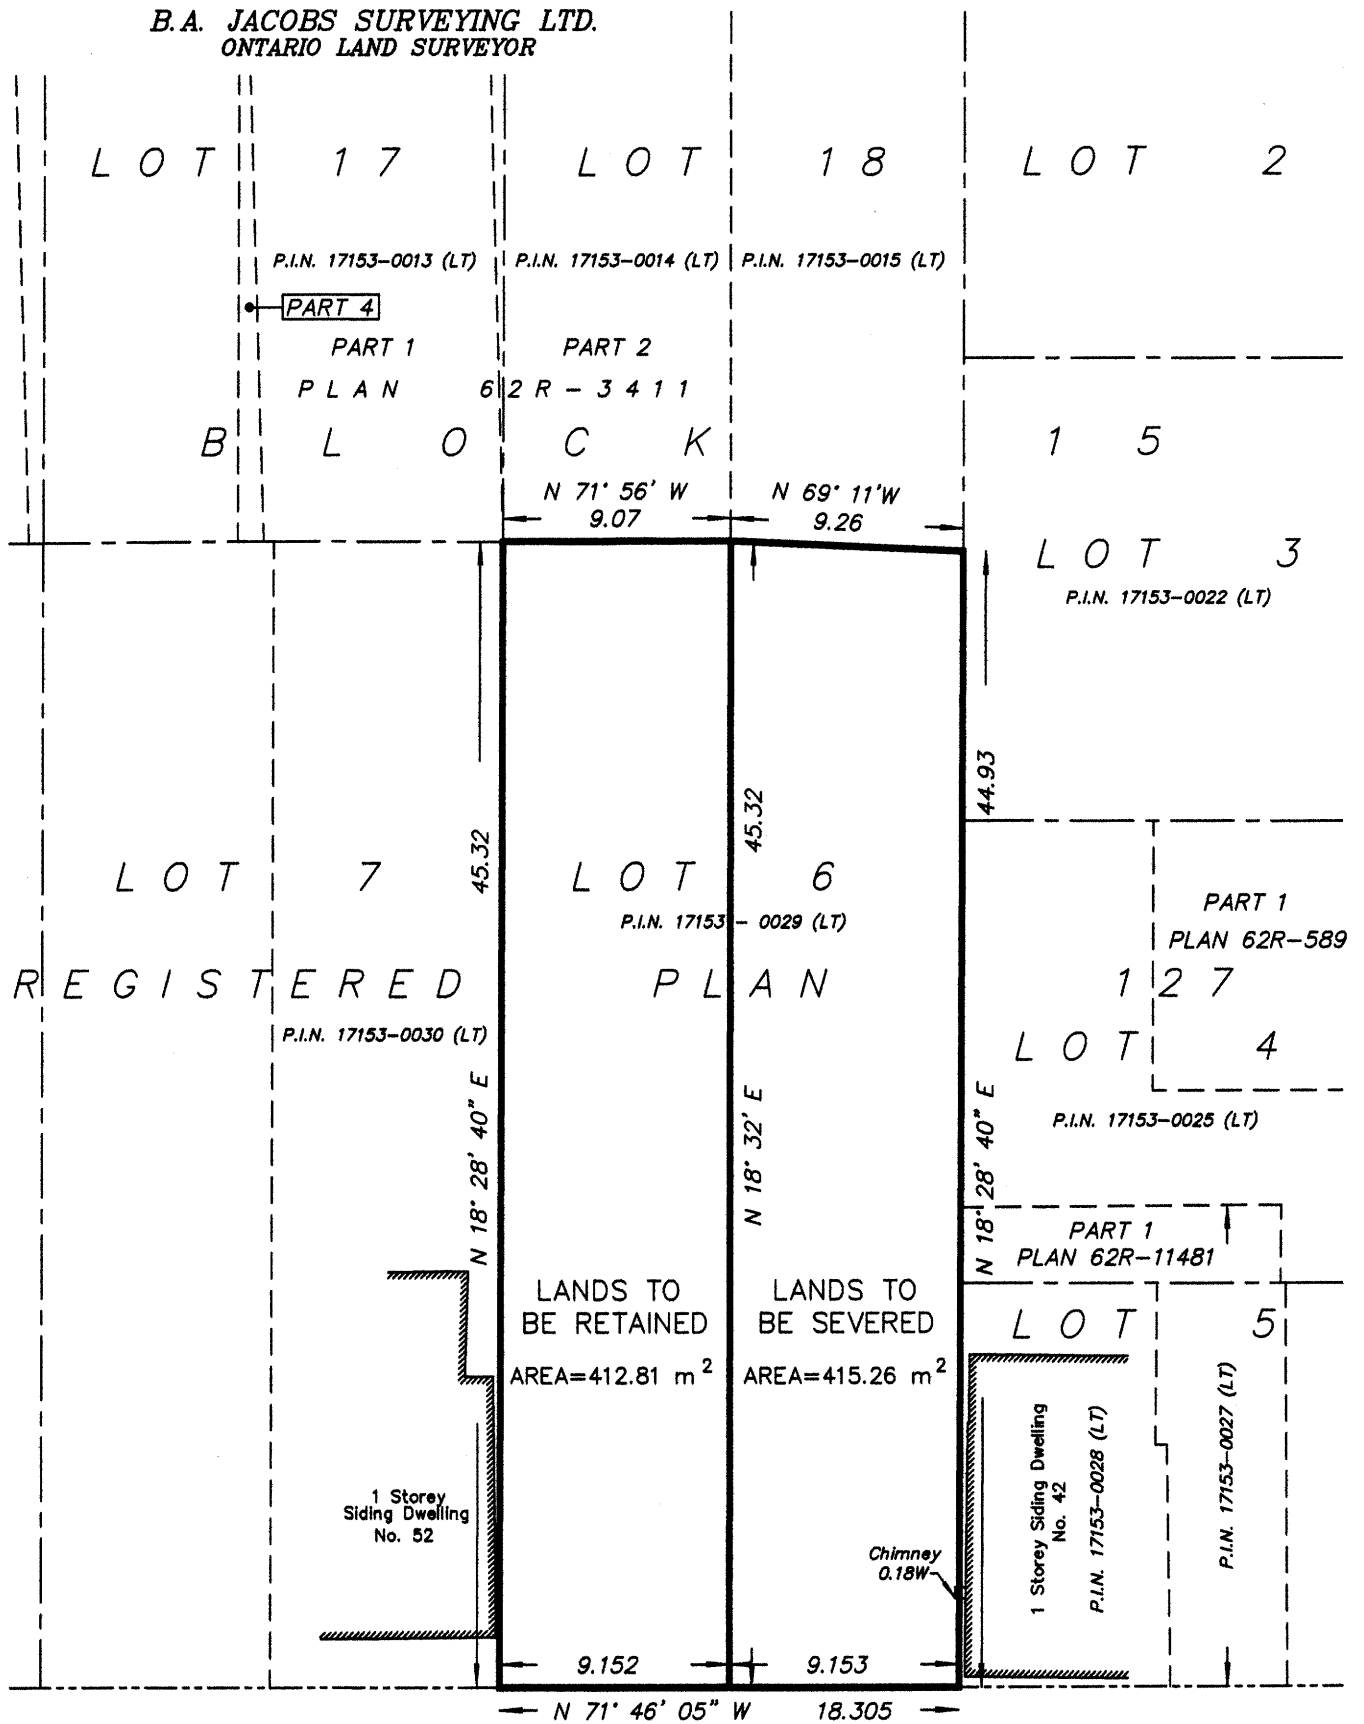 B.A. JACOBS SURVEYING LTD.
ONTARIO LAND SURVEYOR
LOT 17
LOT 18
LOT 2
P.I.N. 17153-0013 (LT)
P.I.N. 17153-0014 (LT)
P.I.N. 17153-0015 (LT)
PART 4
PART 1
PART 2
PLAN 62R-3411
BLOCK 15
N 71° 56' W
9.07
N 69° 11'W
9.26
LOT 3
P.I.N. 17153-0022 (LT)
45.32
45.32
44.93
LOT 7
LOT 6
P.I.N. 17153 - 0029 (LT)
PART 1
PLAN 62R-589
REGISTERED PLAN 127
P.I.N. 17153-0030 (LT)
LOT 4
P.I.N. 17153-0025 (LT)
N 18° 28' 40" E
N 18° 32' E
N 18° 28' 40" E
PART 1
PLAN 62R-11481
LANDS TO
BE RETAINED
AREA=412.81 m²
LANDS TO
BE SEVERED
AREA=415.26 m²
LOT 5
1 Storey
Siding Dwelling
No. 52
Chimney
0.18W
1 Storey Siding Dwelling
No. 42
P.I.N. 17153-0028 (LT)
P.I.N. 17153-0027 (LT)
9.152
9.153
N 71° 46' 05" W 18.305